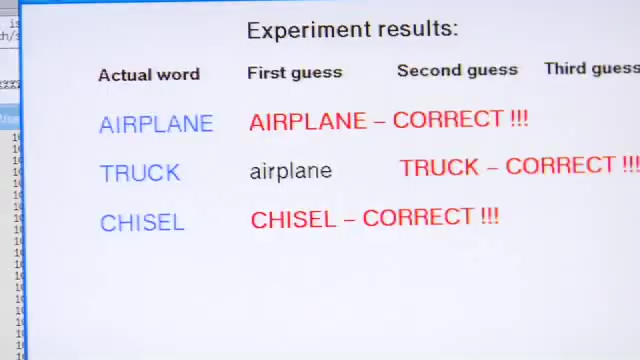 Experiment results:
Actual word First guess Second guess Third guess
AIRPLANE AIRPLANE – CORRECT !!!
TRUCK airplane TRUCK – CORRECT !!!
CHISEL CHISEL – CORRECT !!!